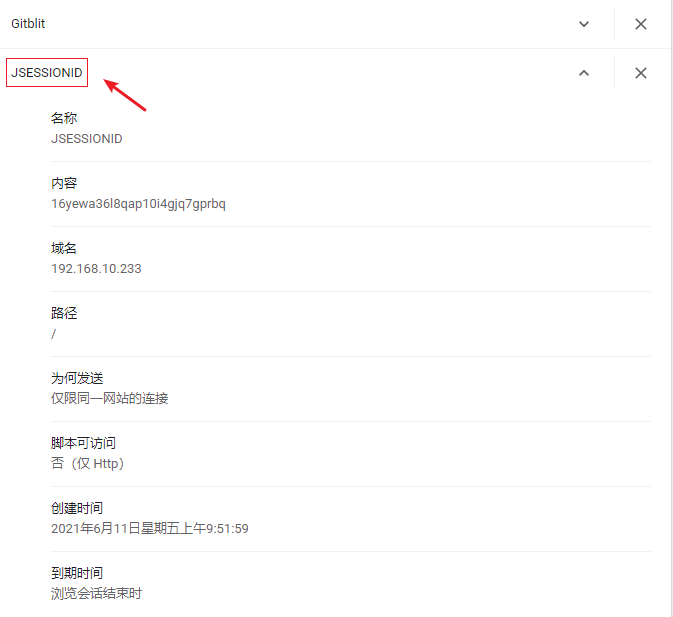 Gitblit
JSESSIONID
名称
JSESSIONID
内容
16yewa36l8qap10i4gjq7gprbq
域名
192.168.10.233
路径
/
为何发送
仅限同一网站的连接
脚本可访问
否（仅 Http）
创建时间
2021年6月11日星期五上午9:51:59
到期时间
浏览会话结束时